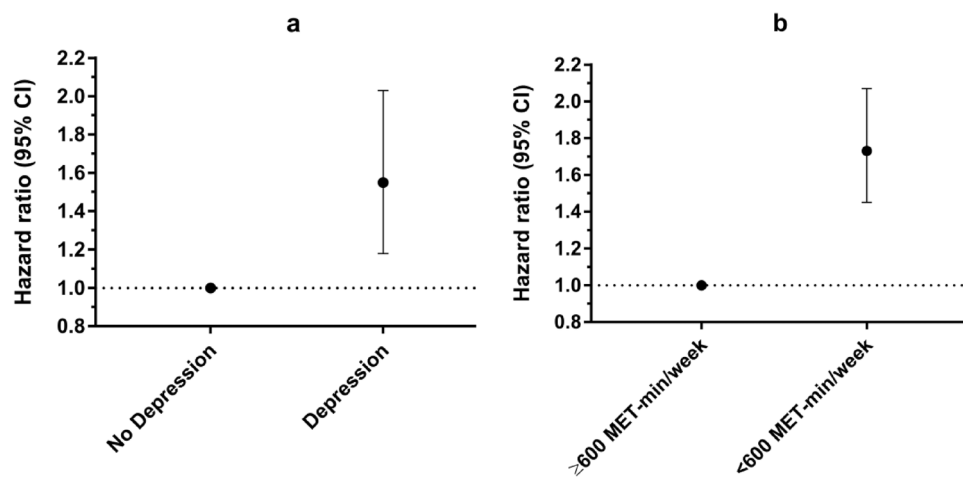 a
Hazard ratio (95% CI)
2.2
2.0
1.8
1.6
1.4
1.2
1.0
0.8
No Depression
Depression
b
Hazard ratio (95% CI)
2.2
2.0
1.8
1.6
1.4
1.2
1.0
0.8
≥600 MET-min/week
<600 MET-min/week